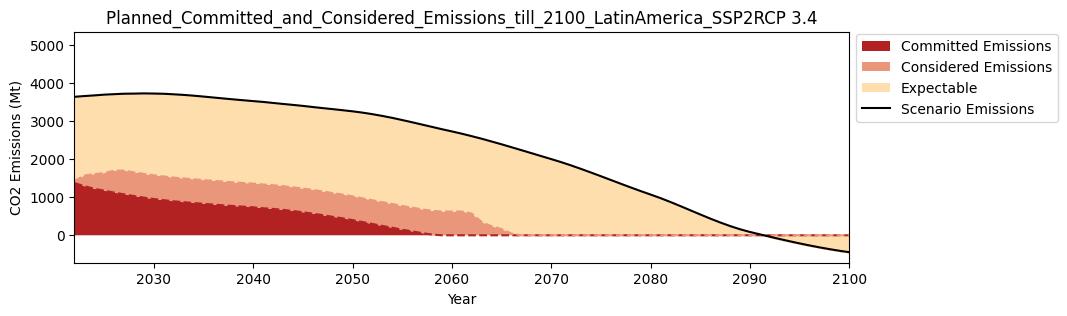 Planned_Committed_and_Considered_Emissions_till_2100_LatinAmerica_SSP2RCP 3.4
5000
4000
3000
2000
1000
0
CO2 Emissions (Mt)
2030 2040 2050 2060 2070 2080 2090 2100
Year
Committed Emissions
Considered Emissions
Expectable
Scenario Emissions